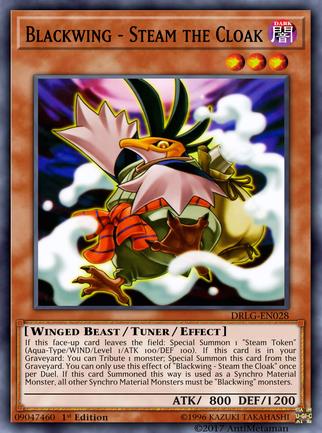 Blackwing - Steam the Cloak
DARK
闇
DRLG-EN028
[Winged Beast / Tuner / Effect]
If this face-up card leaves the field: Special Summon 1 "Steam Token"
(Aqua-Type/WIND/Level 1/ATK 100/DEF 100). If this card is in your
Graveyard: You can Tribute 1 monster; Special Summon this card from the
Graveyard. You can only use this effect of "Blackwing - Steam the Cloak" once
per Duel. If this card Summoned this way is used as a Synchro Material
Monster, all other Synchro Material Monsters must be "Blackwing" monsters.
ATK/ 800 DEF/1200
09047460 1st Edition ©1996 KAZUKI TAKAHASHI
©2017 AntiMetaman